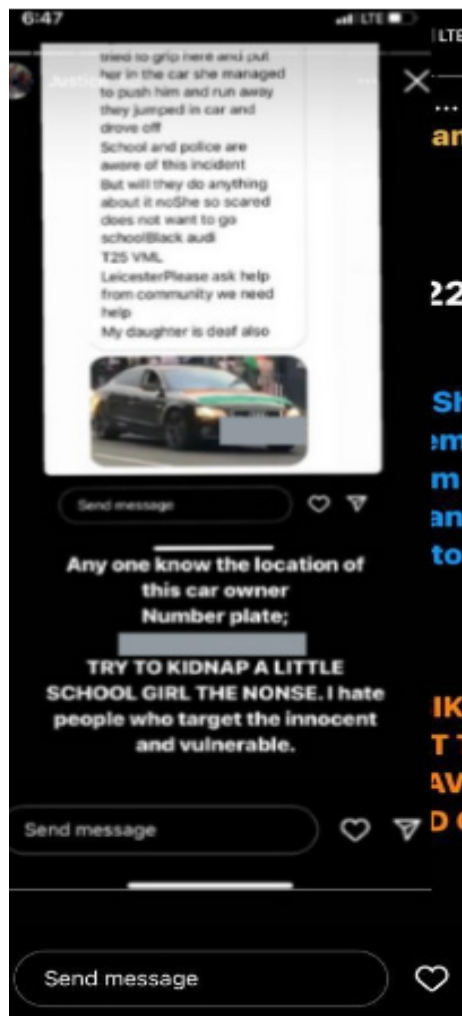 6:47
LTE
LTE
tried to grip here and put
her in the car she managed
to push him and run away
they jumped in car and
drove off
School and police are
aware of this incident
But will they do anything
about it noShe so scared
does not want to go
schoolBlack audi
T25 VML
LeicesterPlease ask help
from community we need
help
My daughter is deaf also
Send message
Any one know the location of
this car owner
Number plate;
TRY TO KIDNAP A LITTLE
SCHOOL GIRL THE NONSE. I hate
people who target the innocent
and vulnerable.
Send message
Send message